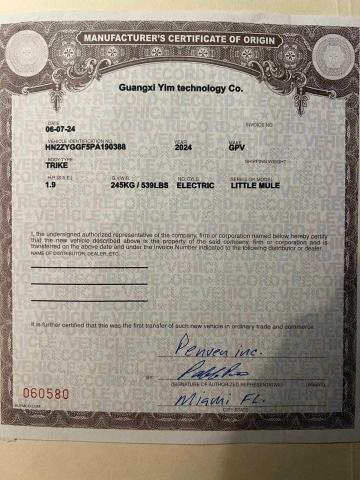 MANUFACTURER'S CERTIFICATE OF ORIGIN
Guangxi Yim technology Co.
DATE INVOICE NO.
06-07-24
VEHICLE IDENTIFICATION NO. YEAR MAKE
HN2ZYGGF5PA190388 2024 GPV
BODY TYPE SHIPPING WEIGHT
TRIKE
H.P. (S.A.E.) G.V.W.R. NO. CYLS. SERIES OR MODEL
1.9 245KG / 539LBS ELECTRIC LITTLE MULE
I, the undersigned authorized representative of the company, firm or corporation named below, hereby certify
that the new vehicle described above is the property of the said company, firm or corporation and is
transferred on the above date and under the Invoice Number indicated to the following distributor or dealer.
NAME OF DISTRIBUTOR, DEALER, ETC.
It is further certified that this was the first transfer of such new vehicle in ordinary trade and commerce.
Penven inc.
BY:
(SIGNATURE OF AUTHORIZED REPRESENTATIVE) (AGENT)
Miami FL.
CITY-STATE
060580